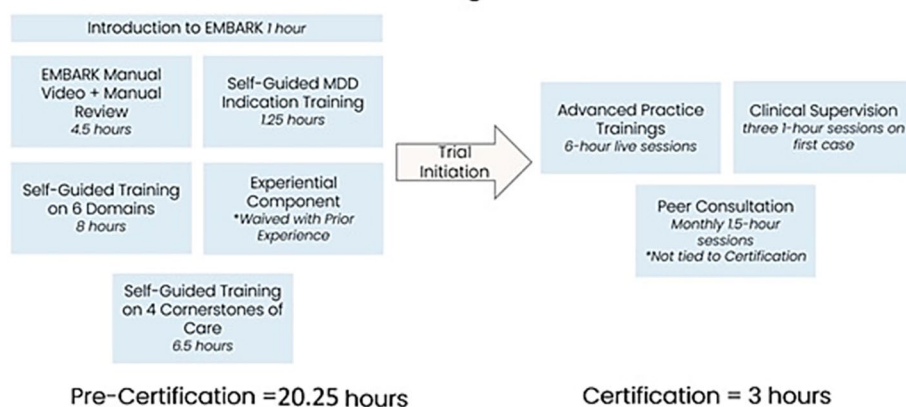 Introduction to EMBARK 1 hour
EMBARK Manual
Video + Manual
Review
4.5 hours
Self-Guided MDD
Indication Training
1.25 hours
Self-Guided Training
on 6 Domains
8 hours
Experiential
Component
*Waived with Prior
Experience
Self-Guided Training
on 4 Cornerstones of
Care
6.5 hours
Pre-Certification =20.25 hours
Trial
Initiation
Advanced Practice
Trainings
6-hour live sessions
Clinical Supervision
three 1-hour sessions on
first case
Peer Consultation
Monthly 1.5-hour
sessions
*Not tied to Certification
Certification = 3 hours